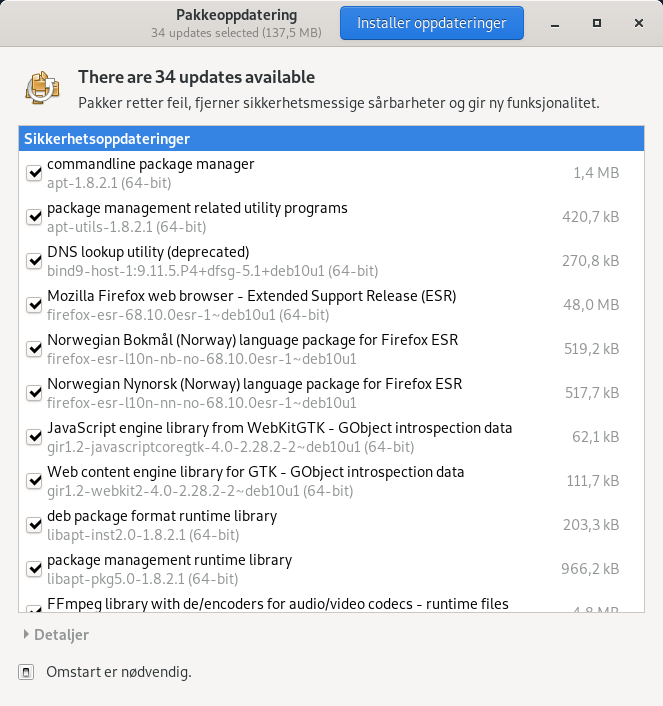 Pakkeoppdatering
34 updates selected (137,5 MB)
Installer oppdateringer
There are 34 updates available
Pakker retter feil, fjerner sikkerhetsmessige sårbarheter og gir ny funksjonalitet.
Sikkerhetsoppdateringer
commandline package manager
apt-1.8.2.1 (64-bit)
1,4 MB
package management related utility programs
apt-utils-1.8.2.1 (64-bit)
420,7 kB
DNS lookup utility (deprecated)
bind9-host-1:9.11.5.P4+dfsg-5.1+deb10u1 (64-bit)
270,8 kB
Mozilla Firefox web browser - Extended Support Release (ESR)
firefox-esr-68.10.0esr-1~deb10u1 (64-bit)
48,0 MB
Norwegian Bokmål (Norway) language package for Firefox ESR
firefox-esr-l10n-nb-no-68.10.0esr-1~deb10u1
519,2 kB
Norwegian Nynorsk (Norway) language package for Firefox ESR
firefox-esr-l10n-nn-no-68.10.0esr-1~deb10u1
517,7 kB
JavaScript engine library from WebKitGTK - GObject introspection data
gir1.2-javascriptcoregtk-4.0-2.28.2-2~deb10u1 (64-bit)
62,1 kB
Web content engine library for GTK - GObject introspection data
gir1.2-webkit2-4.0-2.28.2-2~deb10u1 (64-bit)
111,7 kB
deb package format runtime library
libapt-inst2.0-1.8.2.1 (64-bit)
203,3 kB
package management runtime library
libapt-pkg5.0-1.8.2.1 (64-bit)
966,2 kB
FFmpeg library with de/encoders for audio/video codecs - runtime files
4,8 MB
Detaljer
Omstart er nødvendig.